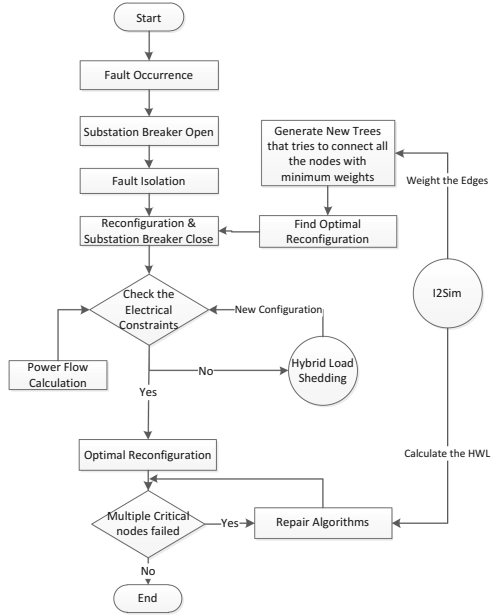 Start
Fault Occurrence
Substation Breaker Open
Generate New Trees
that tries to connect all
the nodes with
minimum weights
Weight the Edges
Fault Isolation
Reconfiguration &
Substation Breaker Close
Find Optimal
Reconfiguration
Check the
Electrical
Constraints
New Configuration
I2Sim
Power Flow
Calculation
No
Hybrid Load
Shedding
Yes
Optimal Reconfiguration
Calculate the HWL
Multiple Critical
nodes failed
Yes
Repair Algorithms
No
End